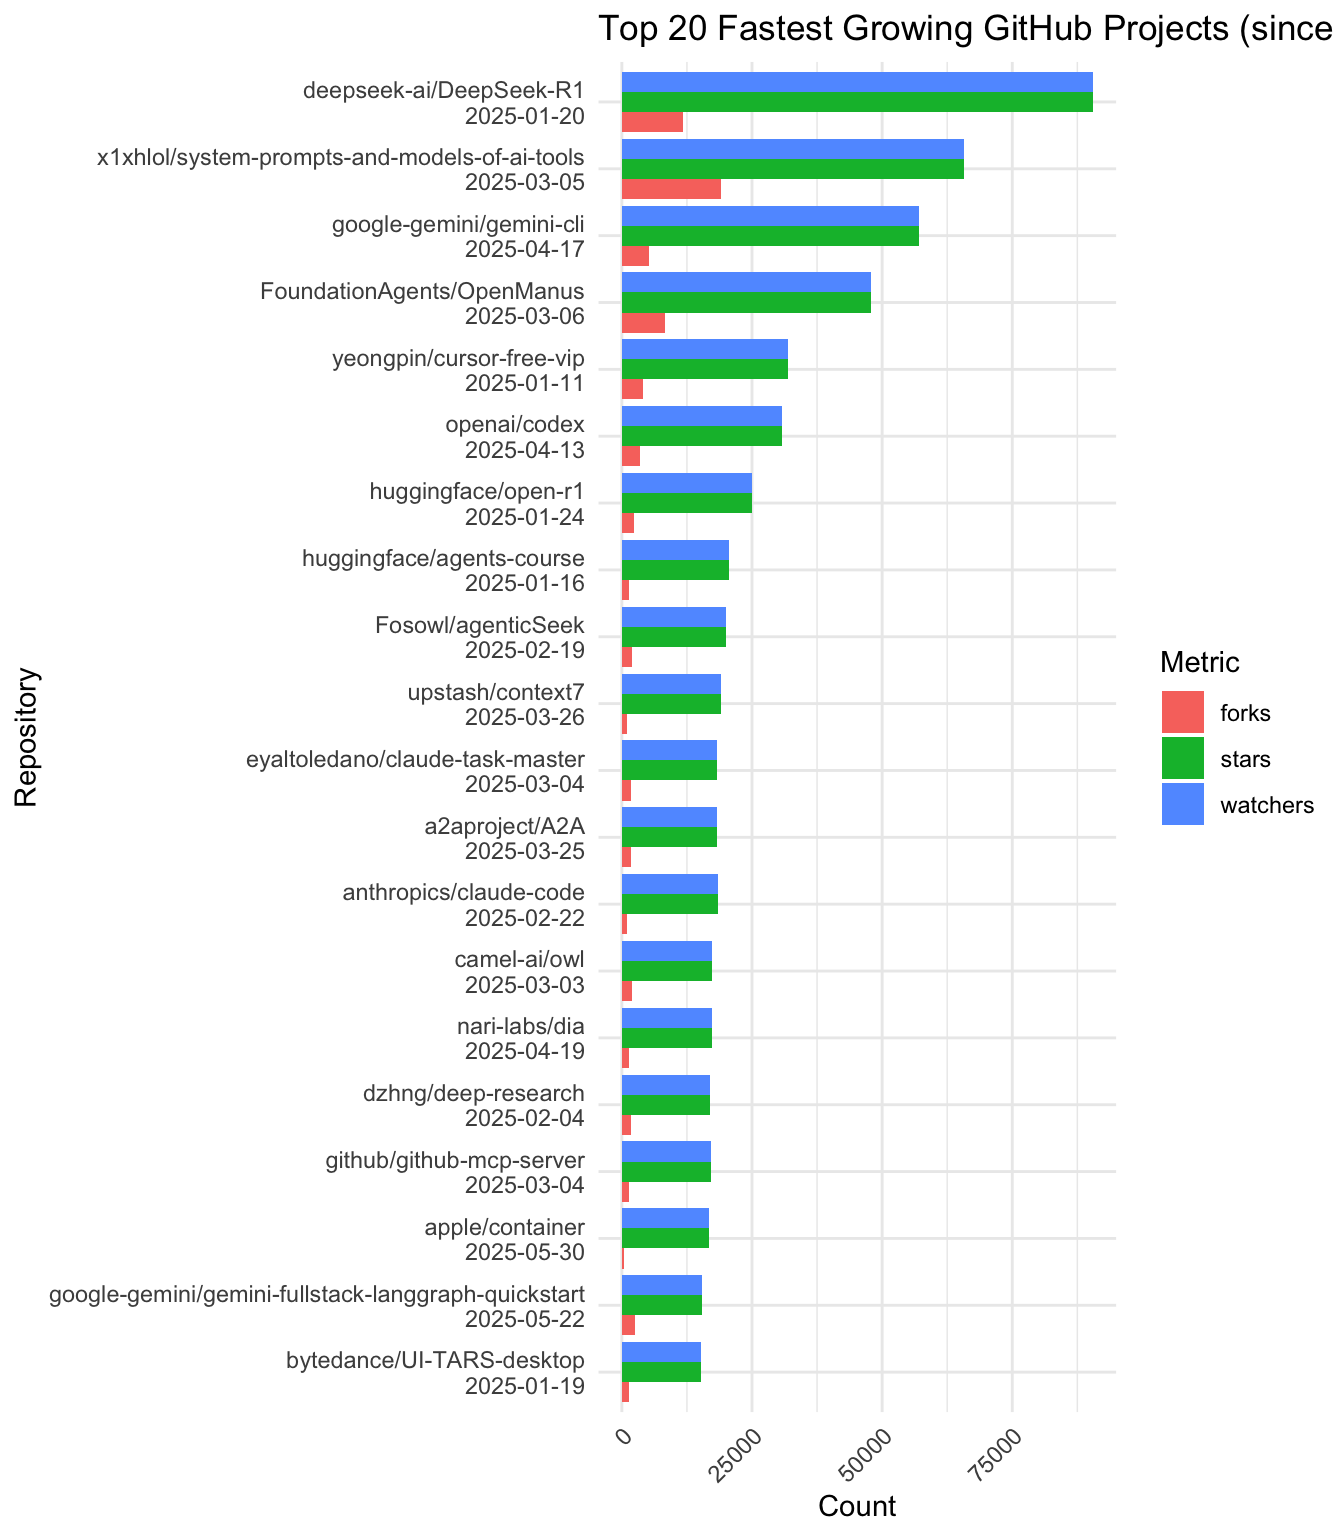 Top 20 Fastest Growing GitHub Projects (since
deepseek-ai/DeepSeek-R1
2025-01-20
x1xhlol/system-prompts-and-models-of-ai-tools
2025-03-05
google-gemini/gemini-cli
2025-04-17
FoundationAgents/OpenManus
2025-03-06
yeongpin/cursor-free-vip
2025-01-11
openai/codex
2025-04-13
huggingface/open-r1
2025-01-24
huggingface/agents-course
2025-01-16
Fosowl/agenticSeek
2025-02-19
upstash/context7
2025-03-26
eyaltoledano/claude-task-master
2025-03-04
a2aproject/A2A
2025-03-25
anthropics/claude-code
2025-02-22
camel-ai/owl
2025-03-03
nari-labs/dia
2025-04-19
dzhng/deep-research
2025-02-04
github/github-mcp-server
2025-03-04
apple/container
2025-05-30
google-gemini/gemini-fullstack-langgraph-quickstart
2025-05-22
bytedance/UI-TARS-desktop
2025-01-19
Repository
0
25000
50000
75000
Count
Metric
forks
stars
watchers